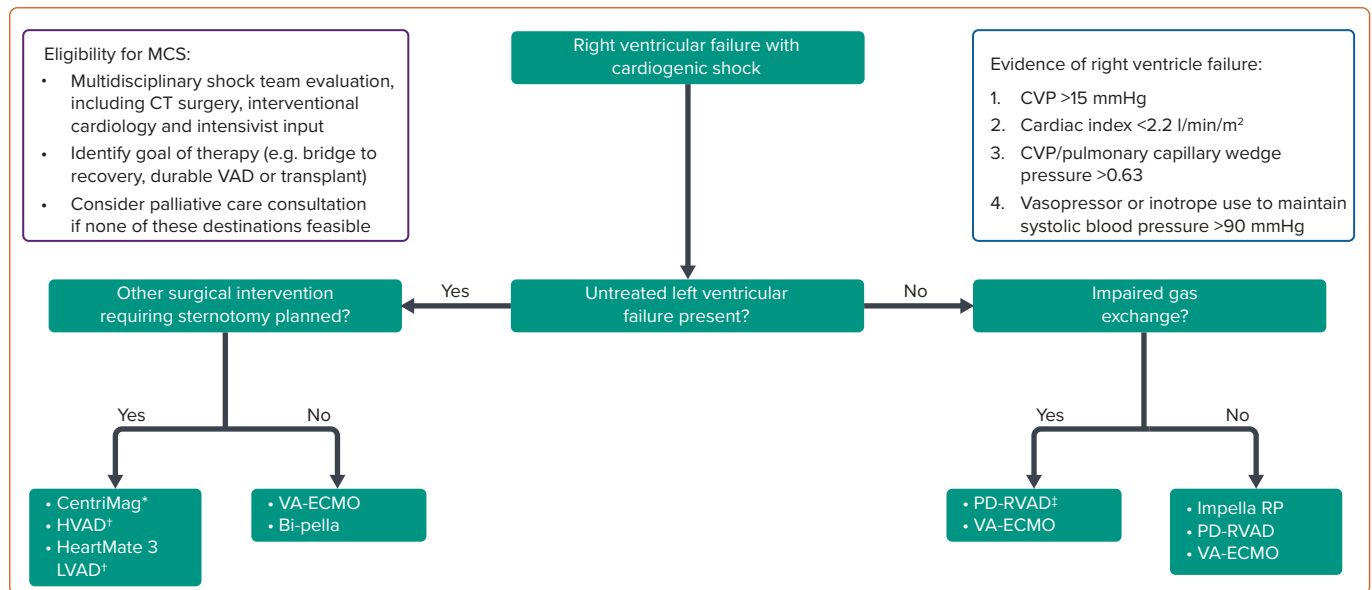 Eligibility for MCS:
• Multidisciplinary shock team evaluation,
including CT surgery, interventional
cardiology and intensivist input
• Identify goal of therapy (e.g. bridge to
recovery, durable VAD or transplant)
• Consider palliative care consultation
if none of these destinations feasible
Right ventricular failure with
cardiogenic shock
Evidence of right ventricle failure:
1. CVP >15 mmHg
2. Cardiac index <2.2 l/min/m²
3. CVP/pulmonary capillary wedge
pressure >0.63
4. Vasopressor or inotrope use to maintain
systolic blood pressure >90 mmHg
Other surgical intervention
requiring sternotomy planned?
Yes
Untreated left ventricular
failure present?
No
Impaired gas
exchange?
Yes
No
Yes
No
• CentriMag*
• HVAD†
• HeartMate 3
LVAD†
• VA-ECMO
• Bi-pella
• PD-RVAD‡
• VA-ECMO
• Impella RP
• PD-RVAD
• VA-ECMO